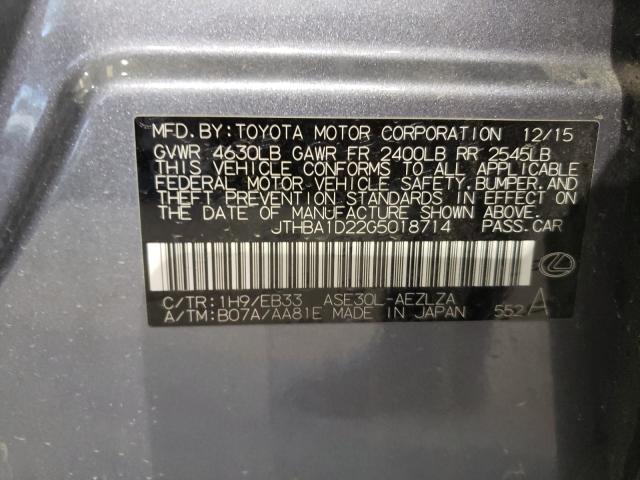 MFD. BY: TOYOTA MOTOR CORPORATION 12/15
GVWR 4630LB GAWR FR 2400LB RR 2545LB
THIS VEHICLE CONFORMS TO ALL APPLICABLE
FEDERAL MOTOR VEHICLE SAFETY, BUMPER, AND
THEFT PREVENTION STANDARDS IN EFFECT ON
THE DATE OF MANUFACTURE SHOWN ABOVE.
JTHBA1D22G5018714 PASS. CAR
C/TR: 1H9/EB33 ASE30L-AEZLZA
A/TM: B07A/AA81E MADE IN JAPAN 552 A